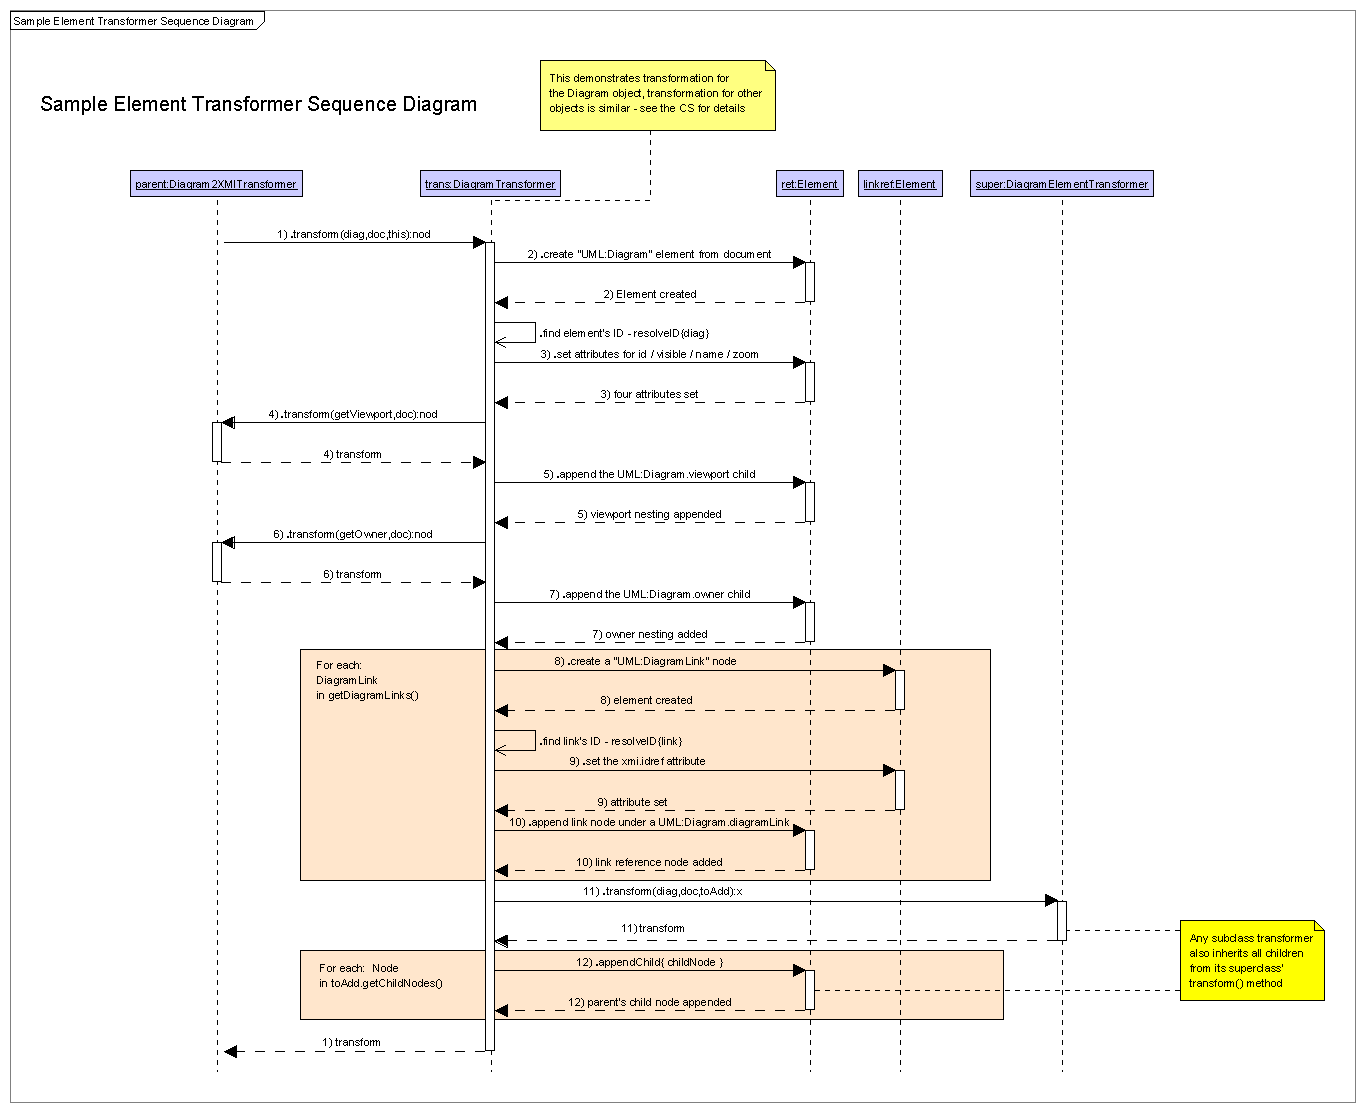 Sample Element Transformer Sequence Diagram
This demonstrates transformation for
the Diagram object, transformation for other
objects is similar - see the CS for details
Sample Element Transformer Sequence Diagram
parent:Diagram2XMITransformer
trans:DiagramTransformer
ret:Element
linkref:Element
super:DiagramElementTransformer
1) .transform(diag,doc,this):nod
2) .create "UML:Diagram" element from document
2) Element created
.find element's ID - resolveID{diag}
3) .set attributes for id / visible / name / zoom
3) four attributes set
4) .transform(getViewport,doc):nod
4) transform
5) .append the UML:Diagram.viewport child
5) viewport nesting appended
6) .transform(getOwner,doc):nod
6) transform
7) .append the UML:Diagram.owner child
7) owner nesting added
For each:
DiagramLink
in getDiagramLinks()
8) .create a "UML:DiagramLink" node
8) element created
.find link's ID - resolveID{link}
9) .set the xmi.idref attribute
9) attribute set
10) .append link node under a UML:Diagram.diagramLink
10) link reference node added
11) .transform(diag,doc,toAdd):x
11) transform
Any subclass transformer
also inherits all children
from its superclass'
transform() method
For each: Node
in toAdd.getChildNodes()
12) .appendChild{ childNode }
12) parent's child node appended
1) transform